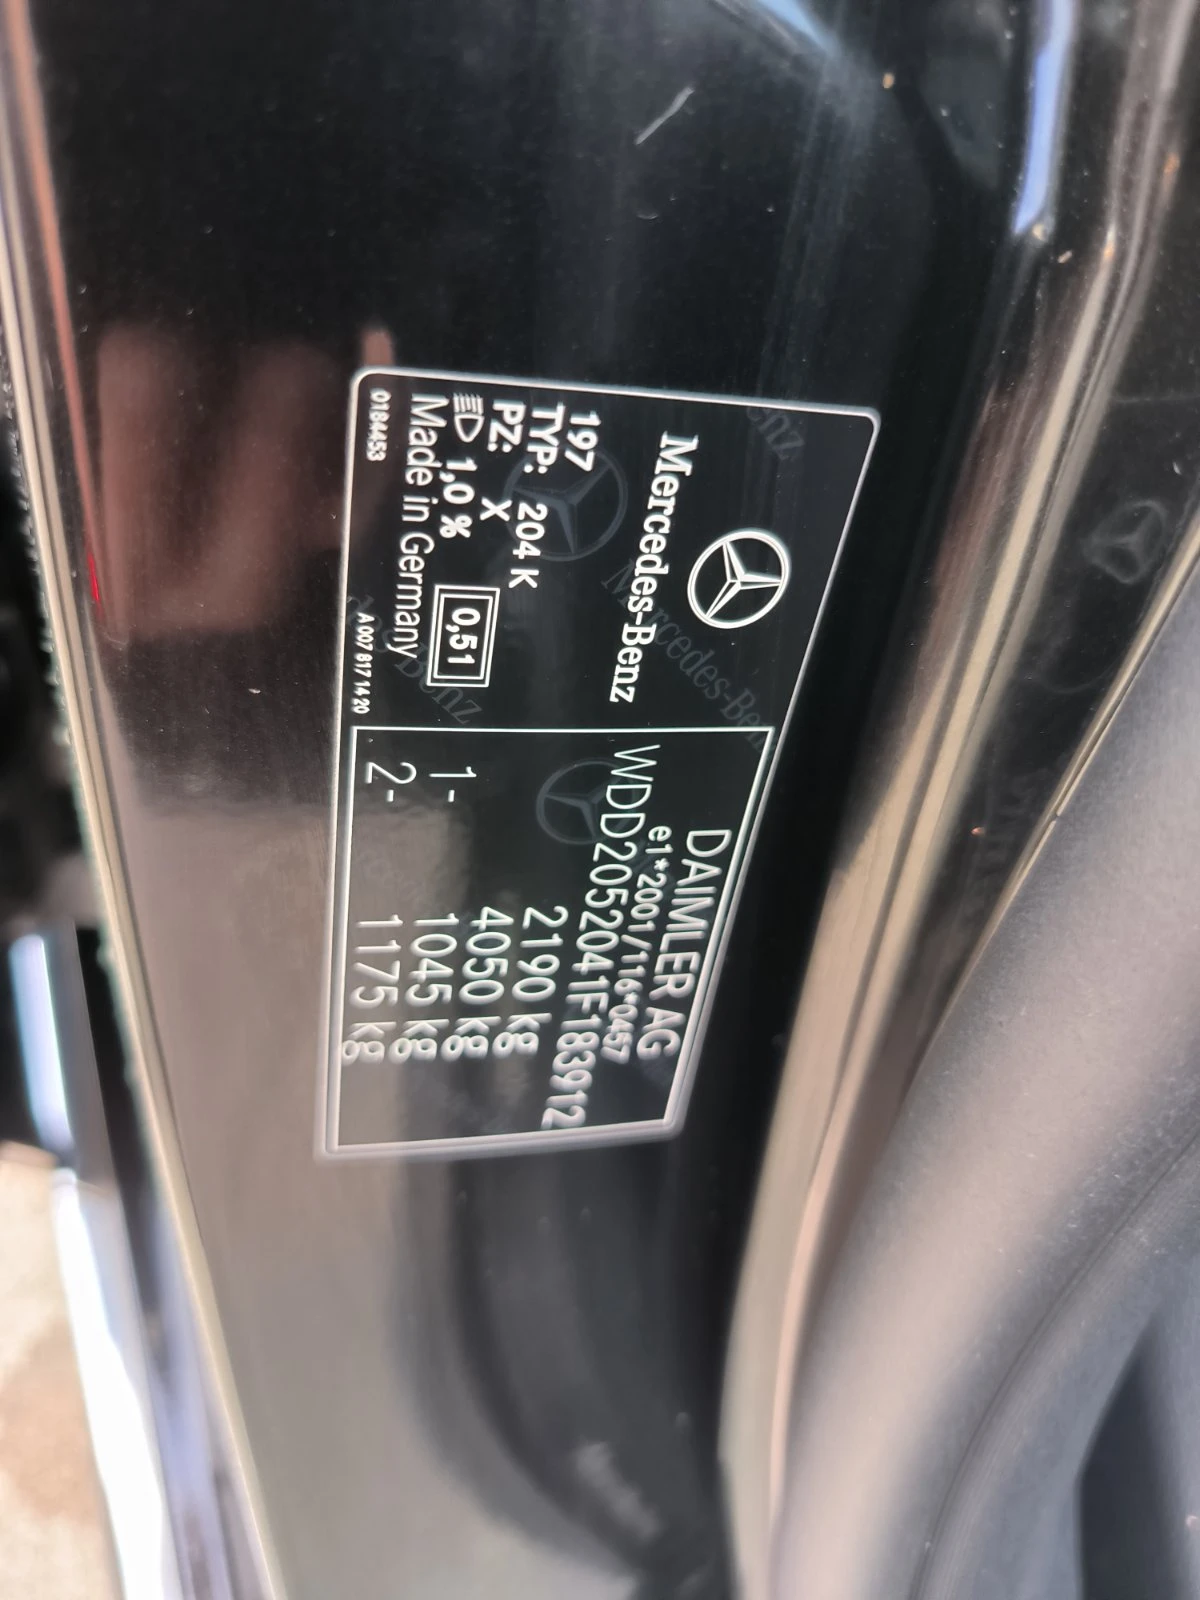 Mercedes-Benz
197
TYP: 204 K
PZ: X
1,0 %
0,51
Made in Germany
0184453
A 007 817 14 20
DAIMLER AG
e1*2001/116*0457
WDD2052041F183912
2190 kg
4050 kg
1- 1045 kg
2- 1175 kg